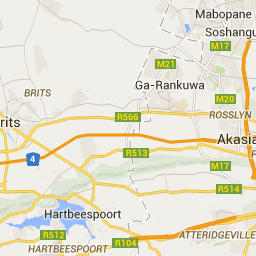 Mabopane
Soshangu
M17
M21
Ga-Rankuwa
BRITS
M20
R566
ROSSLYN
rits
Akasia
R513
4
M17
R514
Hartbeespoort
R512
R104
ATTERIDGEVILLE
HARTBEESPOORT